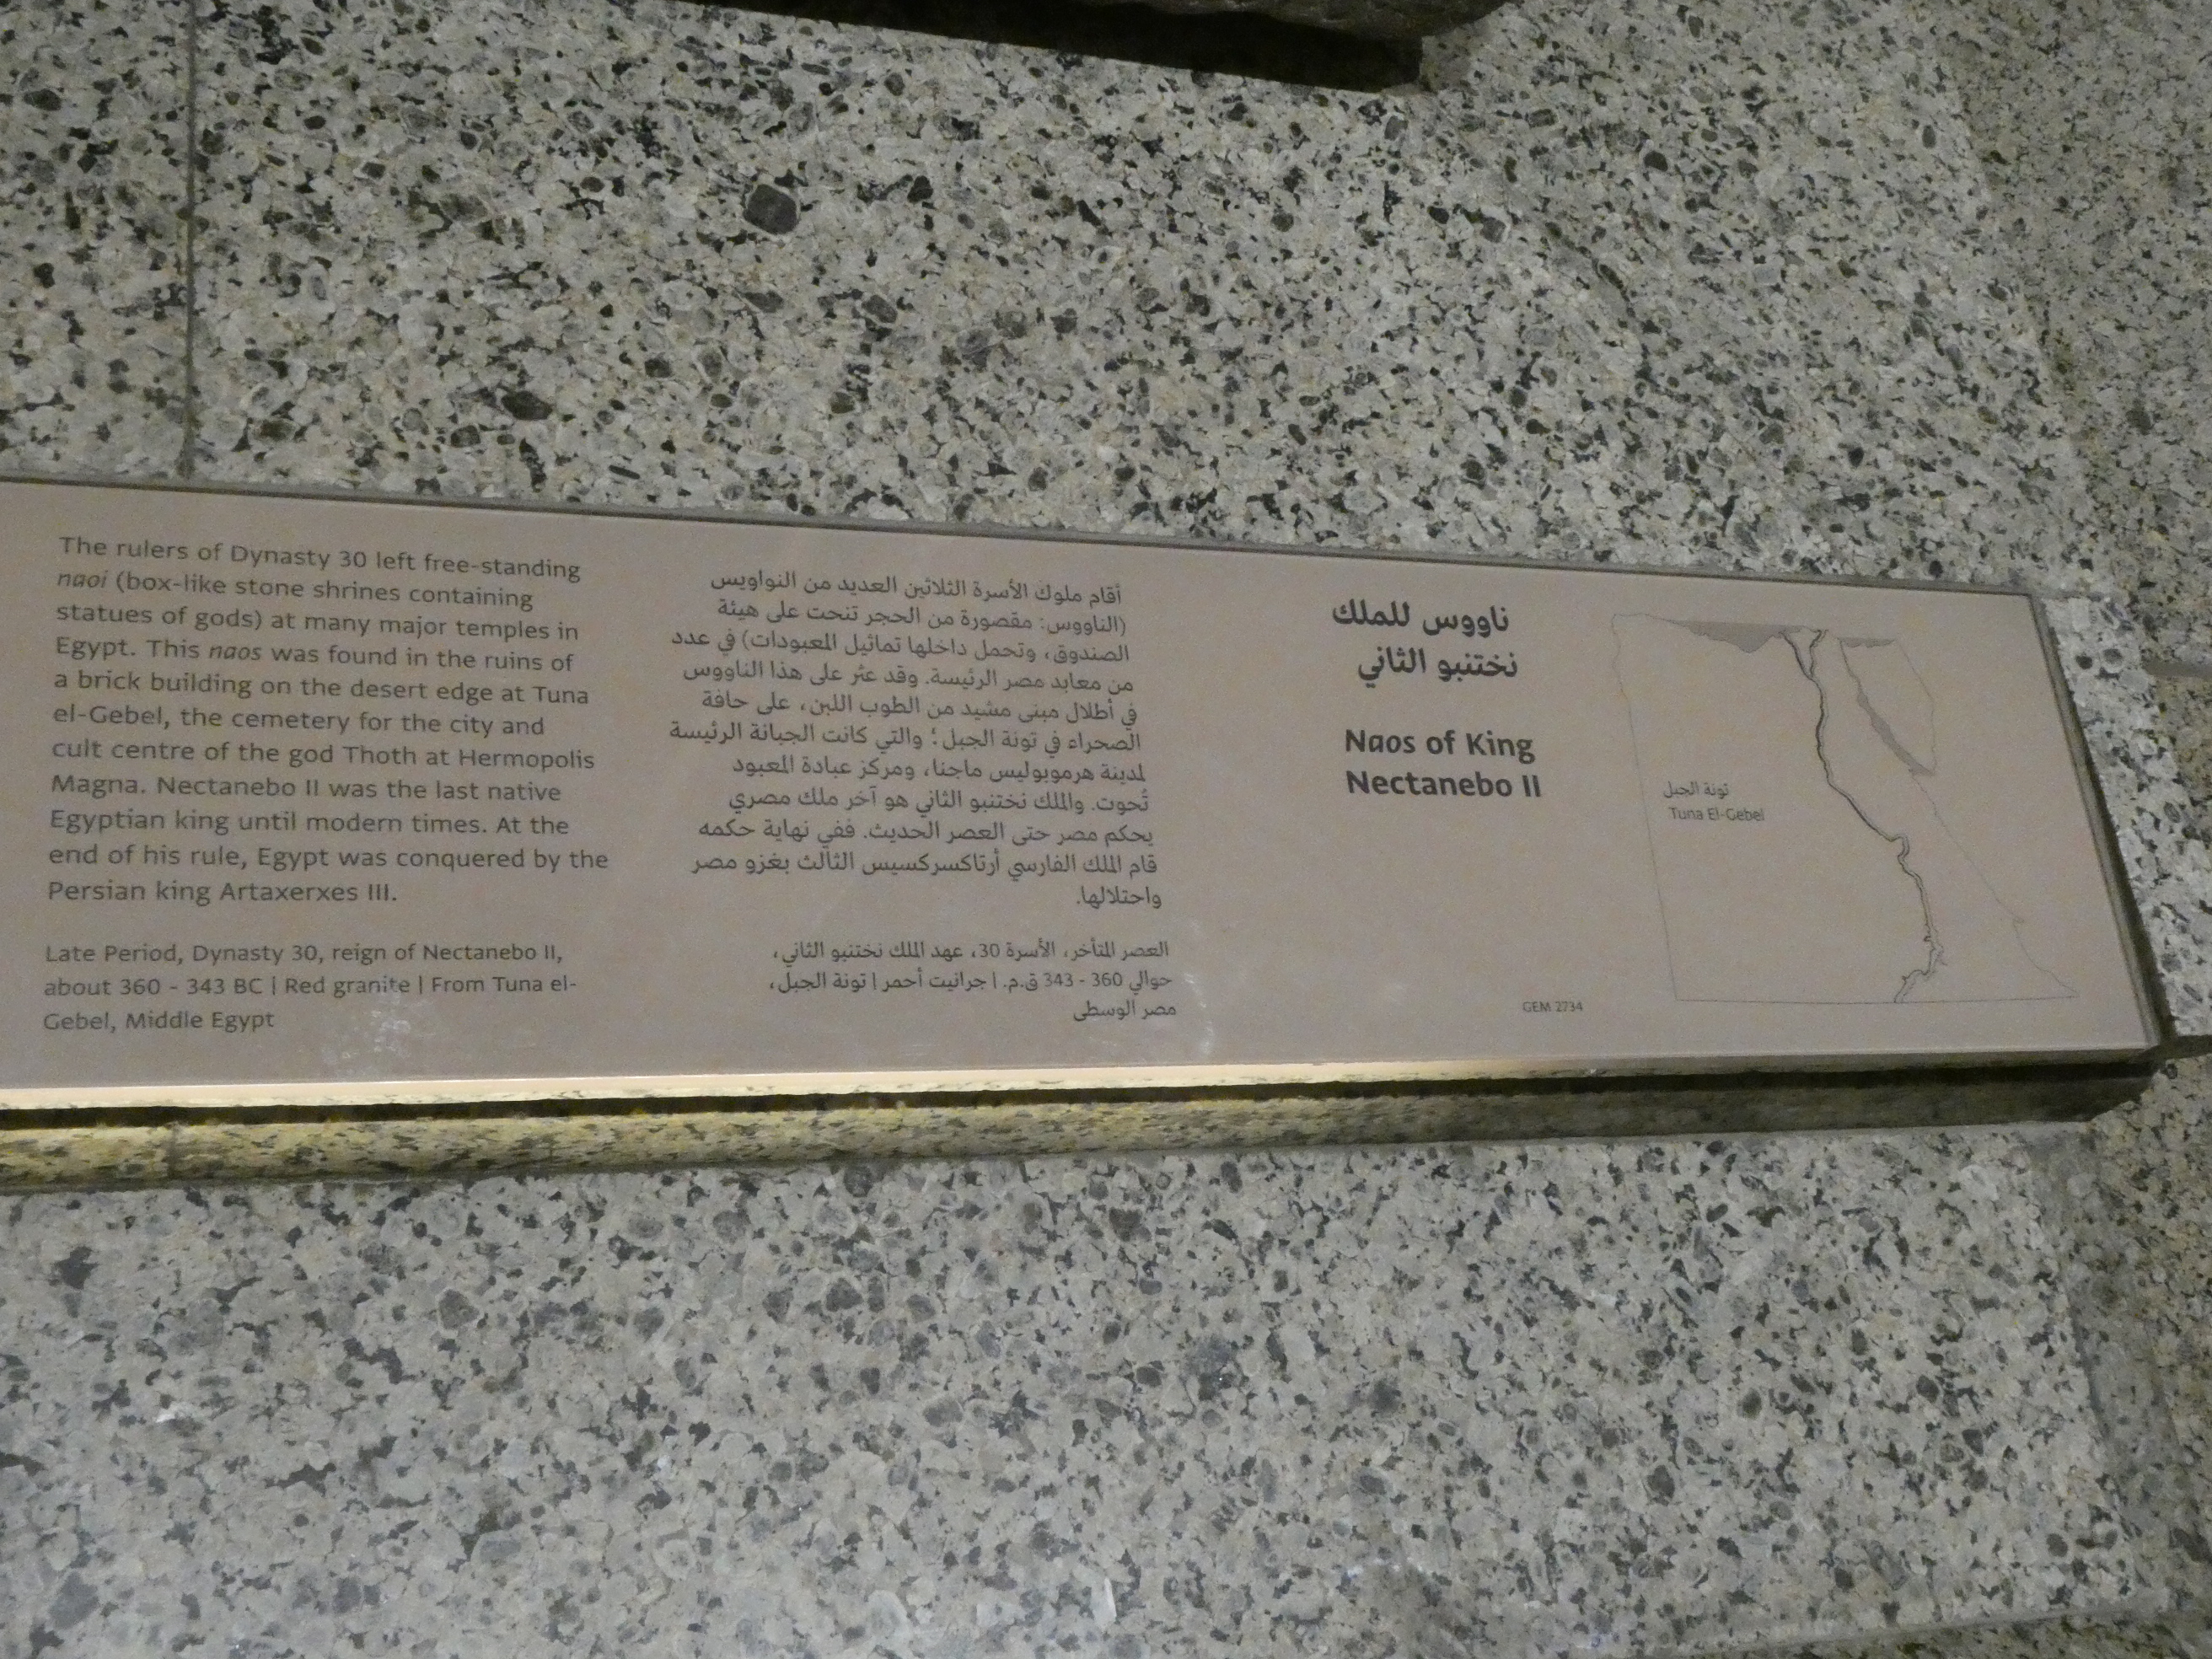 The rulers of Dynasty 30 left free-standing
naoi (box-like stone shrines containing
statues of gods) at many major temples in
Egypt. This naos was found in the ruins of
a brick building on the desert edge at Tuna
el-Gebel, the cemetery for the city and
cult centre of the god Thoth at Hermopolis
Magna. Nectanebo II was the last native
Egyptian king until modern times. At the
end of his rule, Egypt was conquered by the
Persian king Artaxerxes III.
Late Period, Dynasty 30, reign of Nectanebo II,
about 360 - 343 BC | Red granite | From Tuna el-
Gebel, Middle Egypt
أقام ملوك الأسرة الثلاثين العديد من النواويس
(الناووس: مقصورة من الحجر تنحت على هيئة
الصندوق، وتحمل داخلها تماثيل المعبودات) في عدد
من معابد مصر الرئيسة. وقد عثر على هذا الناووس
في أطلال مبنى مشيد من الطوب اللبن، على حافة
الصحراء في تونة الجبل؛ والتي كانت الجبانة الرئيسة
لمدينة هرموبوليس ماجنا، ومركز عبادة المعبود
تُحوت. والملك نختنبو الثاني هو آخر ملك مصري
يحكم مصر حتى العصر الحديث. ففي نهاية حكمه
قام الملك الفارسي أرتاكسركسيس الثالث بغزو مصر
واحتلالها.
العصر المتأخر، الأسرة 30، عهد الملك نختنبو الثاني،
حوالي 360 - 343 ق.م. | جرانيت أحمر | تونة الجبل،
مصر الوسطى
ناووس للملك
نختنبو الثاني
Naos of King
Nectanebo II
GEM 2734
تونة الجبل
Tuna El-Gebel